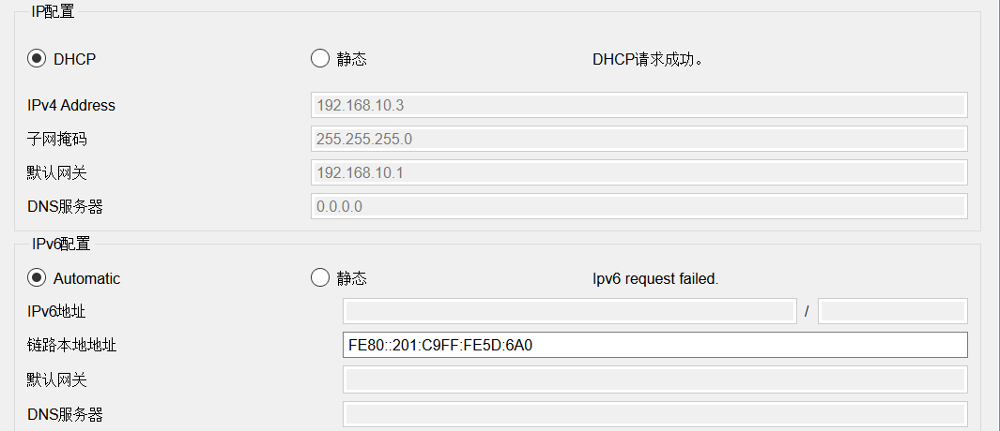 IP配置
DHCP 静态 DHCP请求成功。
IPv4 Address 192.168.10.3
子网掩码 255.255.255.0
默认网关 192.168.10.1
DNS服务器 0.0.0.0
IPv6配置
Automatic 静态 Ipv6 request failed.
IPv6地址 /
链路本地地址 FE80::201:C9FF:FE5D:6A0
默认网关
DNS服务器